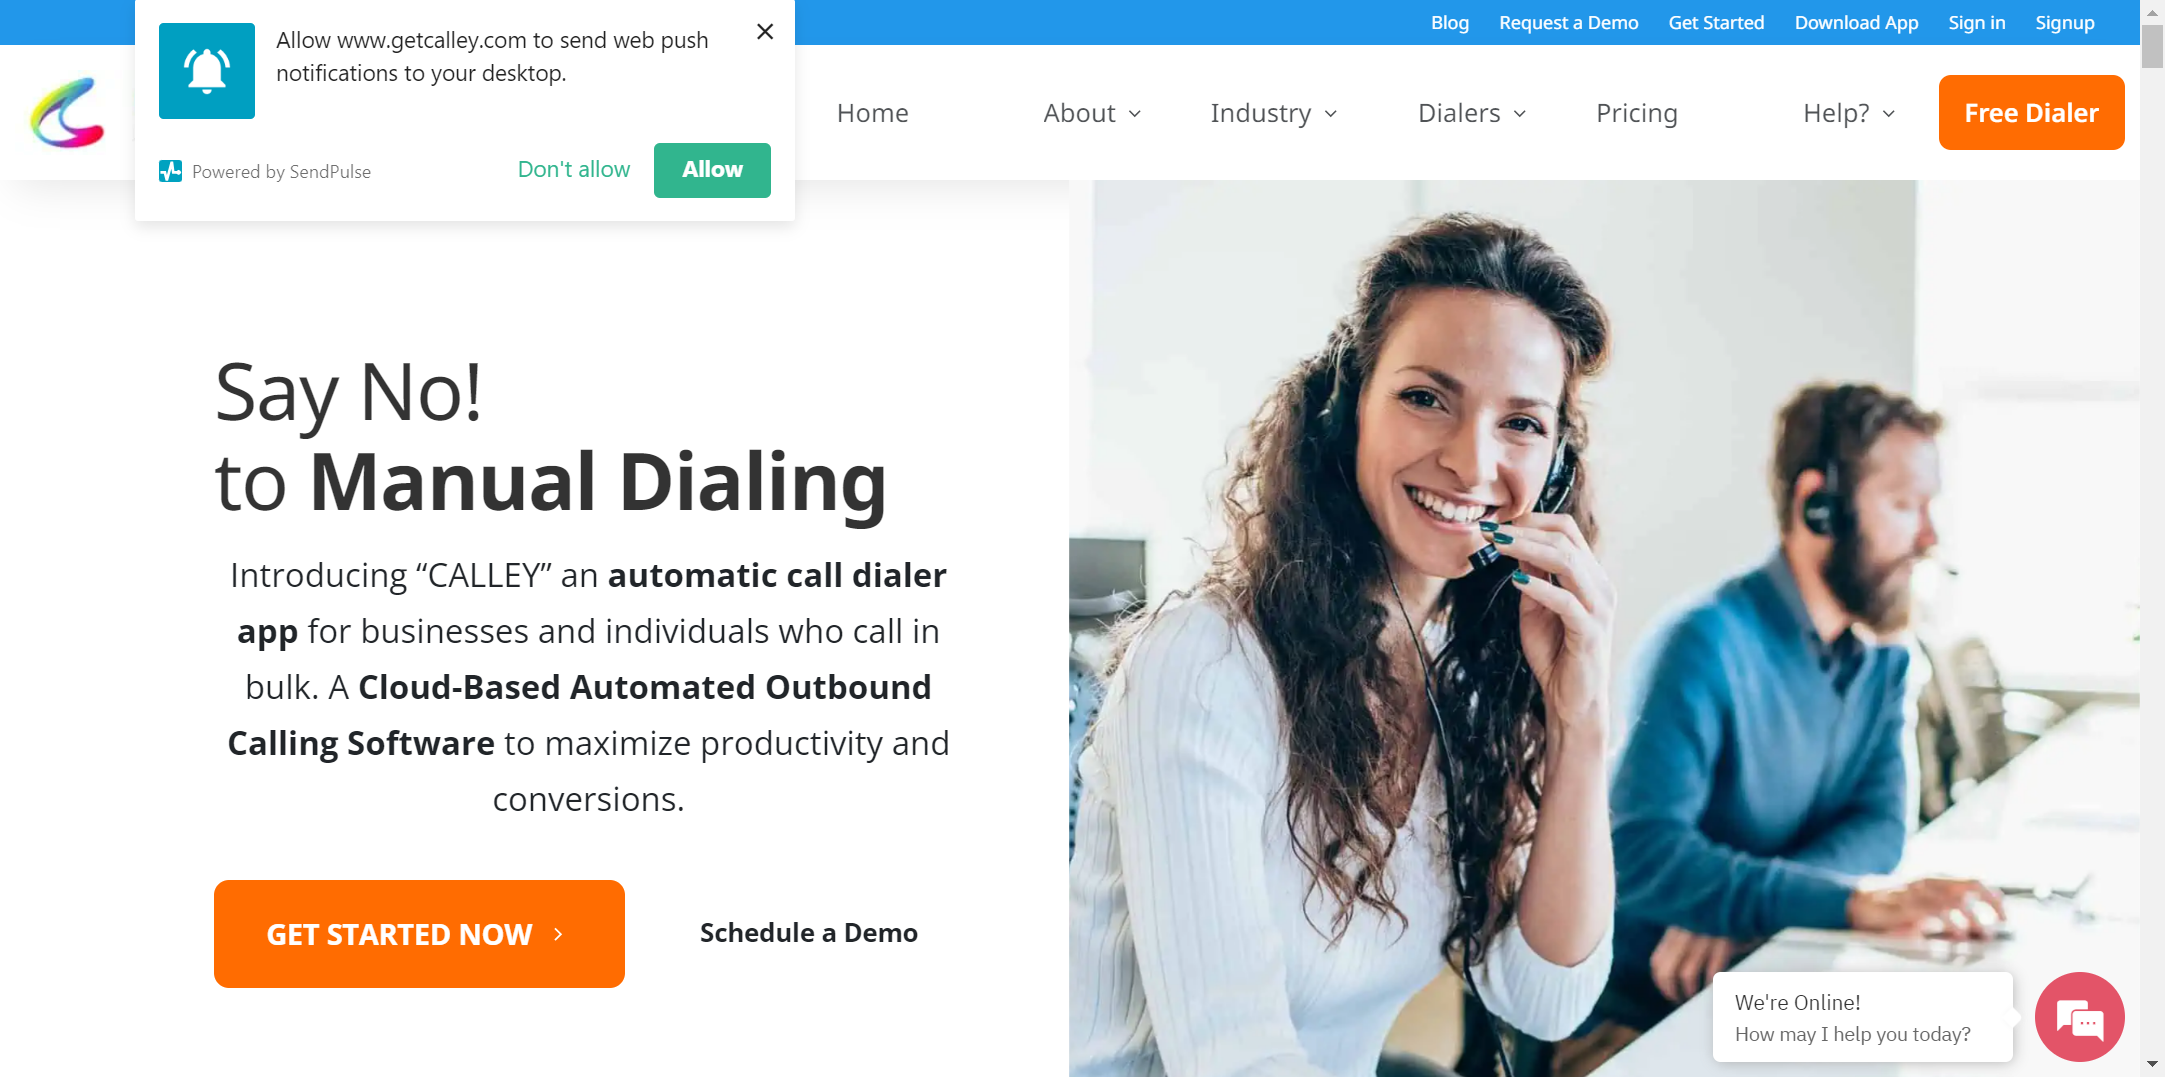 Allow www.getcalley.com to send web push
notifications to your desktop.
Powered by SendPulse
Don't allow
Allow
Blog
Request a Demo
Get Started
Download App
Sign in
Signup
Home
About
Industry
Dialers
Pricing
Help?
Free Dialer
Say No!
to Manual Dialing
Introducing “CALLEY” an automatic call dialer
app for businesses and individuals who call in
bulk. A Cloud-Based Automated Outbound
Calling Software to maximize productivity and
conversions.
GET STARTED NOW
Schedule a Demo
We're Online!
How may I help you today?